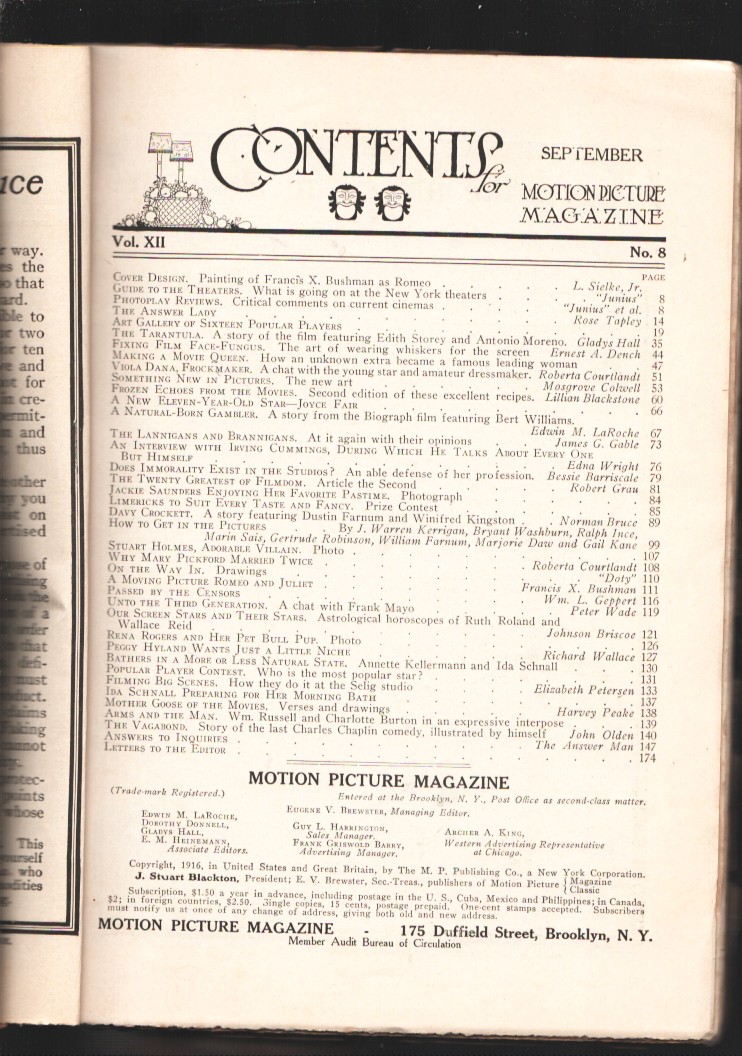 ice
way.
es the
o that
ard.
ble to
r two
or ten
re and
st for
n cre-
ermit-
n and
, thus
other
y you
t on
rtised
se of
of a
order
that
defi-
must
duct.
claims
aking
cannot
tec-
points
whose
This
ourself
who
CONTENTS for SEPTEMBER MOTION PICTURE MAGAZINE
Vol. XII No. 8
PAGE
COVER DESIGN. Painting of Francis X. Bushman as Romeo . . . . . L. Sielke, Jr.
GUIDE TO THE THEATERS. What is going on at the New York theaters . . . "Junius" 8
PHOTOPLAY REVIEWS. Critical comments on current cinemas . . . "Junius" et al. 8
THE ANSWER LADY . . . . . Rose Tapley 14
ART GALLERY OF SIXTEEN POPULAR PLAYERS . . . . . 19
THE TARANTULA. A story of the film featuring Edith Storey and Antonio Moreno. Gladys Hall 35
FIXING FILM FACE-FUNGUS. The art of wearing whiskers for the screen Ernest A. Dench 44
MAKING A MOVIE QUEEN. How an unknown extra became a famous leading woman . . 47
VIOLA DANA, FROCKMAKER. A chat with the young star and amateur dressmaker. Roberta Courtlandt 51
SOMETHING NEW IN PICTURES. The new art . . . . . Mosgrove Colwell 53
FROZEN ECHOES FROM THE MOVIES. Second edition of these excellent recipes. Lillian Blackstone 60
A NEW ELEVEN-YEAR-OLD STAR—JOYCE FAIR . . . . . 66
A NATURAL-BORN GAMBLER. A story from the Biograph film featuring Bert Williams.
Edwin M. LaRoche 67
THE LANNIGANS AND BRANNIGANS. At it again with their opinions . . James G. Gable 73
AN INTERVIEW WITH IRVING CUMMINGS, DURING WHICH HE TALKS ABOUT EVERY ONE
BUT HIMSELF . . . . . Edna Wright 76
DOES IMMORALITY EXIST IN THE STUDIOS? An able defense of her profession. Bessie Barriscale 79
THE TWENTY GREATEST OF FILMDOM. Article the Second . . . Robert Grau 81
JACKIE SAUNDERS ENJOYING HER FAVORITE PASTIME. Photograph . . . 84
LIMERICKS TO SUIT EVERY TASTE AND FANCY. Prize Contest . . . 85
DAVY CROCKETT. A story featuring Dustin Farnum and Winifred Kingston . Norman Bruce 89
HOW TO GET IN THE PICTURES . . By J. Warren Kerrigan, Bryant Washburn, Ralph Ince,
Marin Sais, Gertrude Robinson, William Farnum, Marjorie Daw and Gail Kane 99
STUART HOLMES, ADORABLE VILLAIN. Photo . . . . . 107
WHY MARY PICKFORD MARRIED TWICE . . . . . Roberta Courtlandt 108
ON THE WAY IN. Drawings . . . . . "Doty" 110
A MOVING PICTURE ROMEO AND JULIET . . . . . Francis X. Bushman 111
PASSED BY THE CENSORS . . . . . Wm. L. Geppert 116
UNTO THE THIRD GENERATION. A chat with Frank Mayo . . . Peter Wade 119
OUR SCREEN STARS AND THEIR STARS. Astrological horoscopes of Ruth Roland and
Wallace Reid . . . . . Johnson Briscoe 121
RENA ROGERS AND HER PET BULL PUP. Photo . . . . . 126
PEGGY HYLAND WANTS JUST A LITTLE NICHE . . . . . Richard Wallace 127
BATHERS IN A MORE OR LESS NATURAL STATE. Annette Kellermann and Ida Schnall . . . 130
POPULAR PLAYER CONTEST. Who is the most popular star? . . . 131
FILMING BIG SCENES. How they do it at the Selig studio . . . Elizabeth Petersen 133
IDA SCHNALL PREPARING FOR HER MORNING BATH . . . . . 137
MOTHER GOOSE OF THE MOVIES. Verses and drawings . . . Harvey Peake 138
ARMS AND THE MAN. Wm. Russell and Charlotte Burton in an expressive interpose . . 139
THE VAGABOND. Story of the last Charles Chaplin comedy, illustrated by himself John Olden 140
ANSWERS TO INQUIRIES . . . . . The Answer Man 147
LETTERS TO THE EDITOR . . . . . 174
MOTION PICTURE MAGAZINE
(Trade-mark Registered.) Entered at the Brooklyn, N. Y., Post Office as second-class matter.
EUGENE V. BREWSTER, Managing Editor.
EDWIN M. LAROCHE,
DOROTHY DONNELL,
GLADYS HALL,
E. M. HEINEMANN,
Associate Editors.
GUY L. HARRINGTON,
Sales Manager.
FRANK GRISWOLD BARRY,
Advertising Manager.
ARCHER A. KING,
Western Advertising Representative
at Chicago.
Copyright, 1916, in United States and Great Britain, by The M. P. Publishing Co., a New York Corporation.
J. Stuart Blackton, President; E. V. Brewster, Sec.-Treas., publishers of Motion Picture { Magazine
{ Classic
Subscription, $1.50 a year in advance, including postage in the U. S., Cuba, Mexico and Philippines; in Canada,
$2; in foreign countries, $2.50. Single copies, 15 cents, postage prepaid. One-cent stamps accepted. Subscribers
must notify us at once of any change of address, giving both old and new address.
MOTION PICTURE MAGAZINE - 175 Duffield Street, Brooklyn, N. Y.
Member Audit Bureau of Circulation